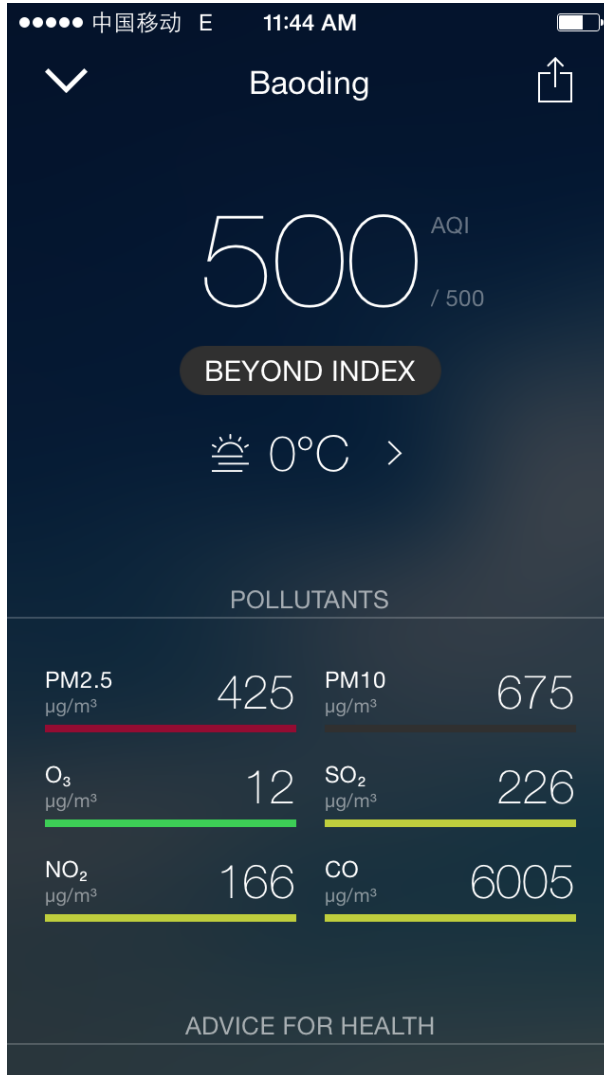 中国移动 E 11:44 AM
Baoding
500 AQI
/ 500
BEYOND INDEX
0°C
POLLUTANTS
PM2.5 425 PM10 675
µg/m³ µg/m³
O₃ 12 SO₂ 226
µg/m³ µg/m³
NO₂ 166 CO 6005
µg/m³ µg/m³
ADVICE FOR HEALTH